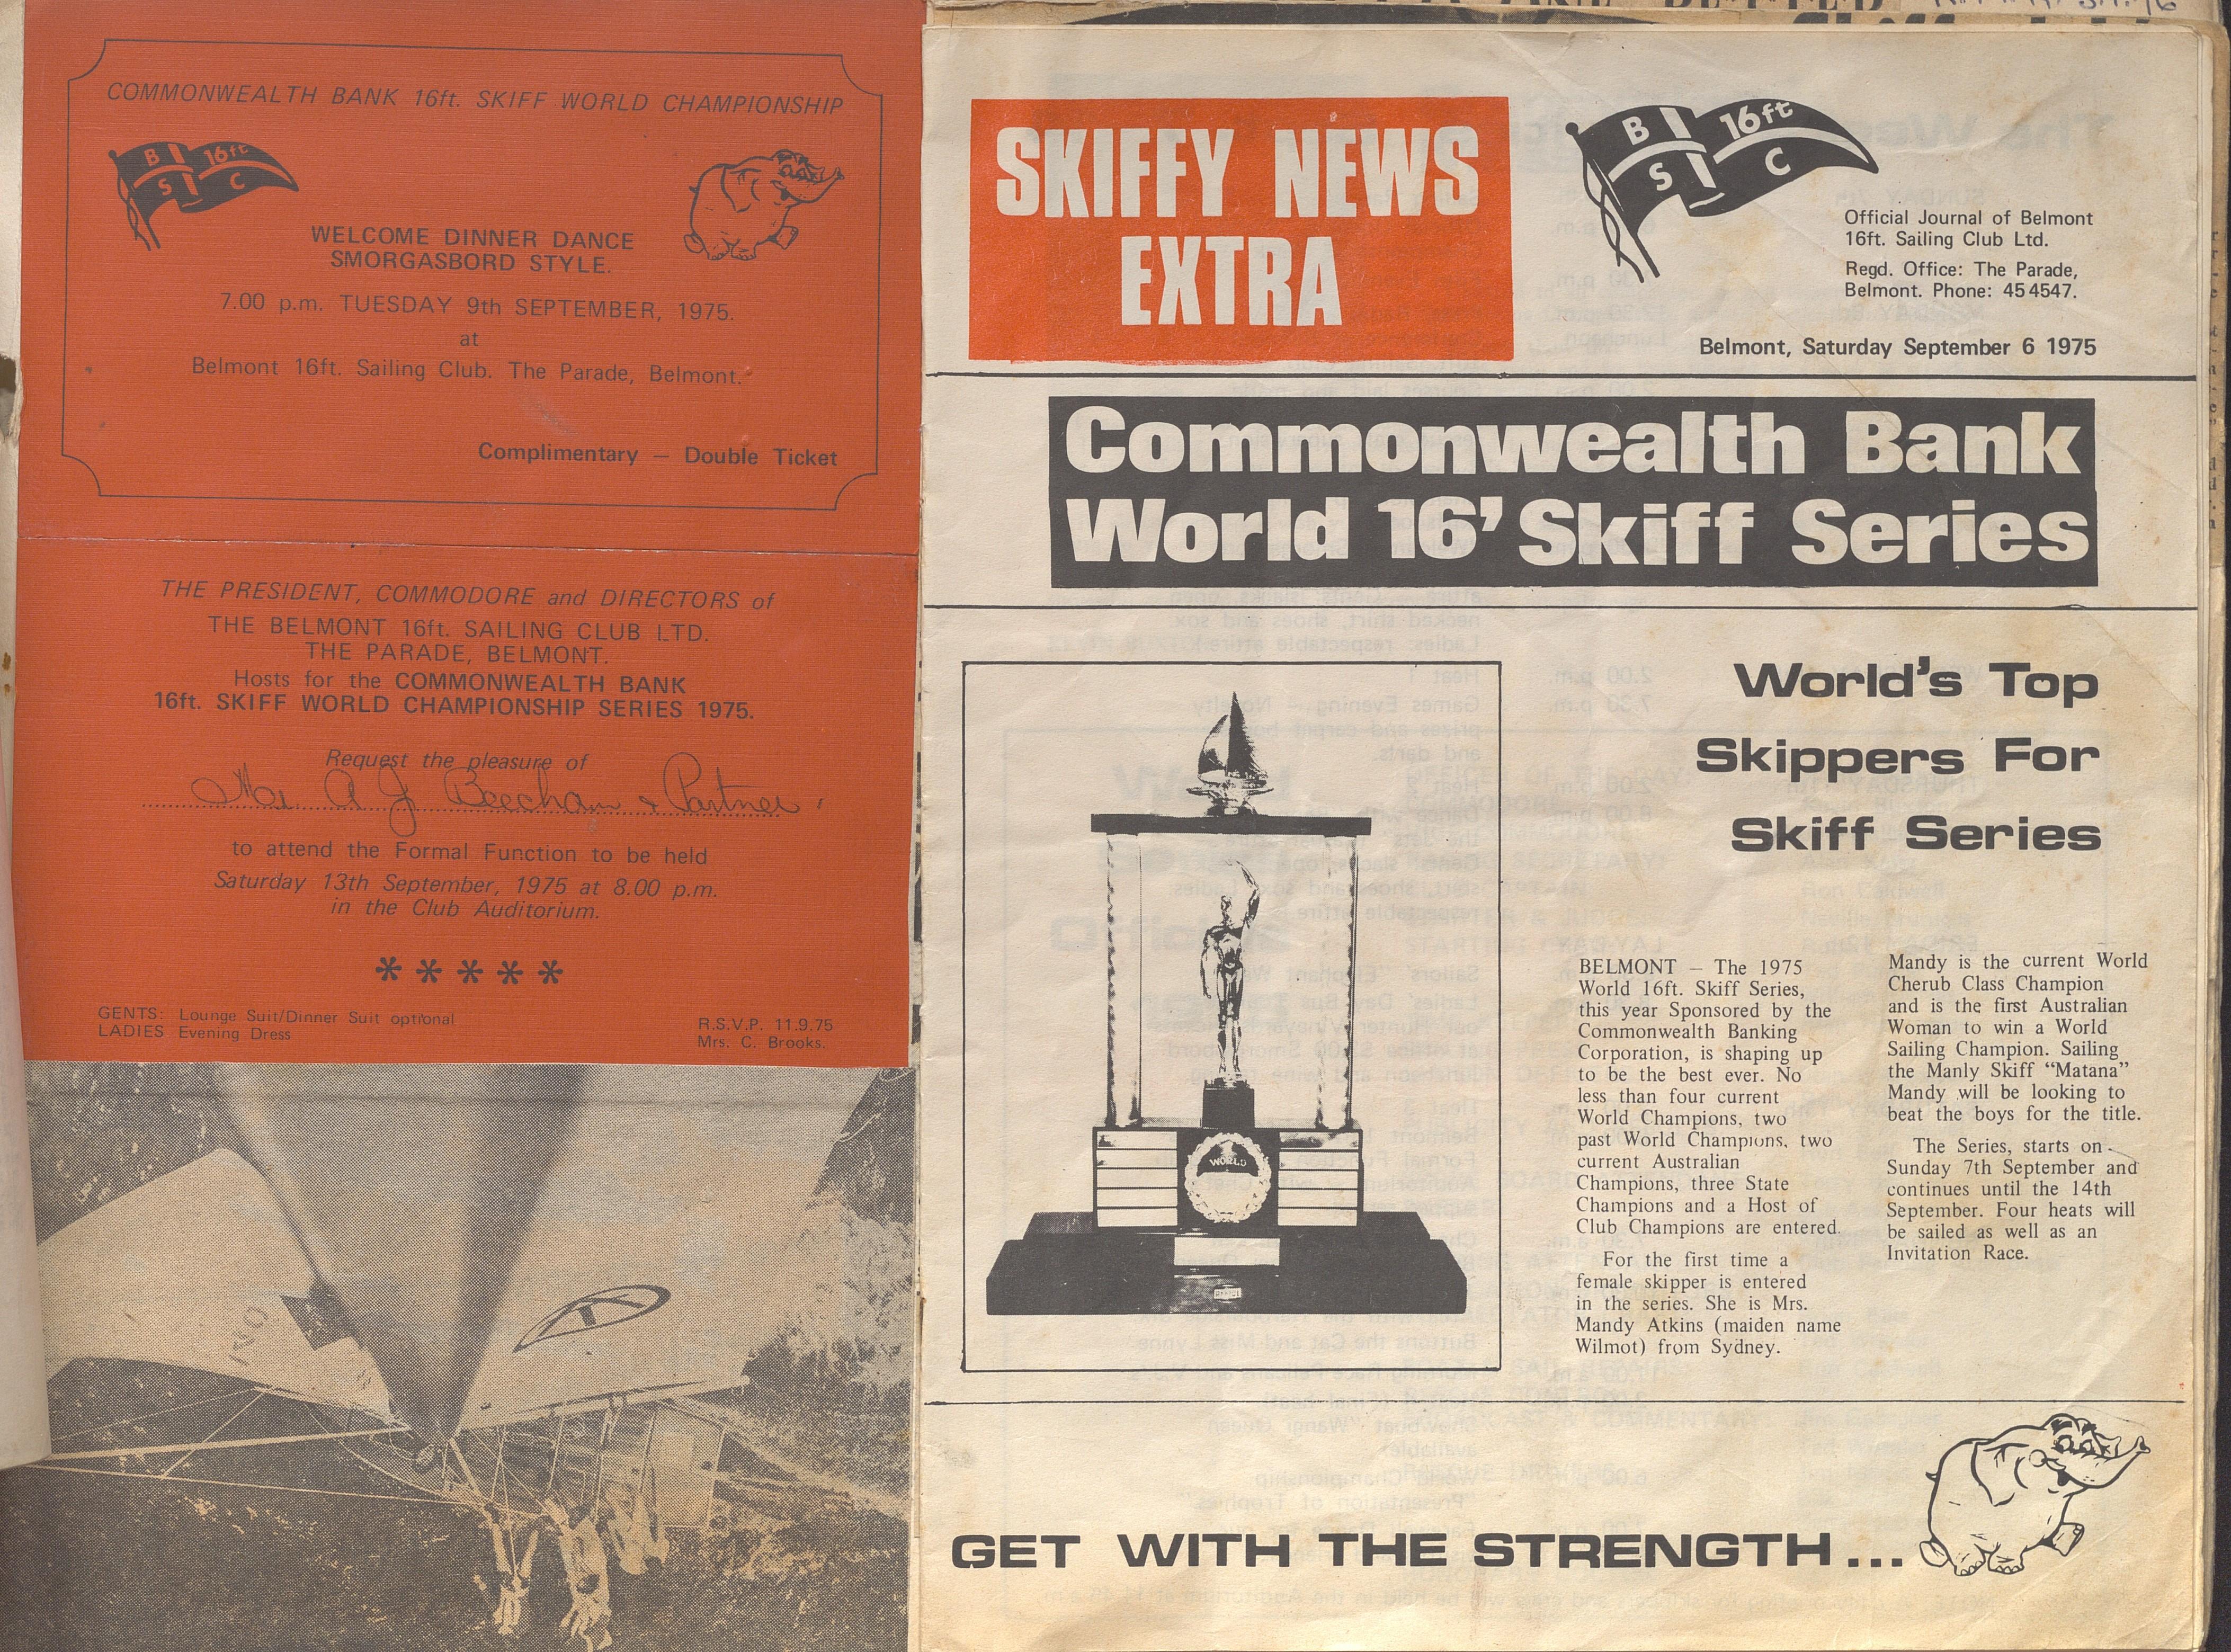 COMMONWEALTH BANK 16ft. SKIFF WORLD CHAMPIONSHIP
B 16ft
S C
WELCOME DINNER DANCE
SMORGASBORD STYLE.
7.00 p.m. TUESDAY 9th SEPTEMBER, 1975.
at
Belmont 16ft. Sailing Club. The Parade, Belmont.
Complimentary — Double Ticket
THE PRESIDENT, COMMODORE and DIRECTORS of
THE BELMONT 16ft. SAILING CLUB LTD.
THE PARADE, BELMONT.
Hosts for the COMMONWEALTH BANK
16ft. SKIFF WORLD CHAMPIONSHIP SERIES 1975.
Request the pleasure of
Mr A J Beecham & Partner
to attend the Formal Function to be held
Saturday 13th September, 1975 at 8.00 p.m.
in the Club Auditorium.
*****
GENTS: Lounge Suit/Dinner Suit optional
LADIES Evening Dress
R.S.V.P. 11.9.75
Mrs. C. Brooks.
SKIFFY NEWS
EXTRA
B 16ft
S C
Official Journal of Belmont
16ft. Sailing Club Ltd.
Regd. Office: The Parade,
Belmont. Phone: 454547.
Belmont, Saturday September 6 1975
Commonwealth Bank
World 16' Skiff Series
World's Top
Skippers For
Skiff Series
WORLD
BELMONT — The 1975
World 16ft. Skiff Series,
this year Sponsored by the
Commonwealth Banking
Corporation, is shaping up
to be the best ever. No
less than four current
World Champions, two
past World Champions, two
current Australian
Champions, three State
Champions and a Host of
Club Champions are entered.
For the first time a
female skipper is entered
in the series. She is Mrs.
Mandy Atkins (maiden name
Wilmot) from Sydney.
Mandy is the current World
Cherub Class Champion
and is the first Australian
Woman to win a World
Sailing Champion. Sailing
the Manly Skiff “Matana”
Mandy will be looking to
beat the boys for the title.
The Series, starts on
Sunday 7th September and
continues until the 14th
September. Four heats will
be sailed as well as an
Invitation Race.
GET WITH THE STRENGTH...